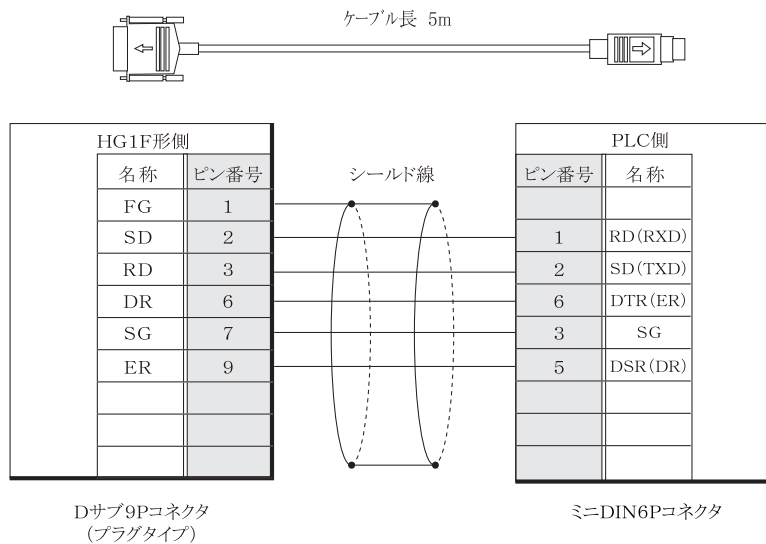 ケーブル長 5m
HG1F形側
PLC側
名称 ピン番号 シールド線 ピン番号 名称
FG 1
SD 2 1 RD(RXD)
RD 3 2 SD(TXD)
DR 6 6 DTR(ER)
SG 7 3 SG
ER 9 5 DSR(DR)
Dサブ9Pコネクタ
(プラグタイプ)
ミニDIN6Pコネクタ